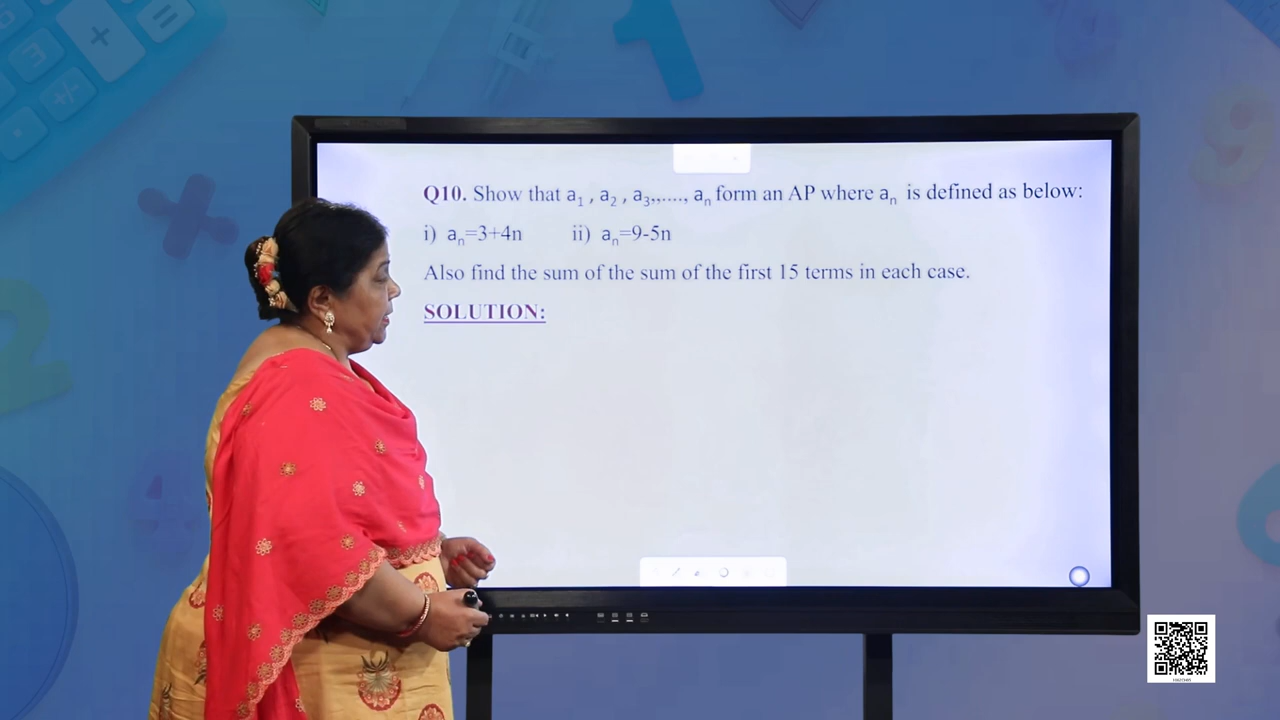 Q10. Show that a₁ , a₂ , a₃,,....., aₙ form an AP where aₙ is defined as below:
i) aₙ=3+4n ii) aₙ=9-5n
Also find the sum of the sum of the first 15 terms in each case.
SOLUTION: